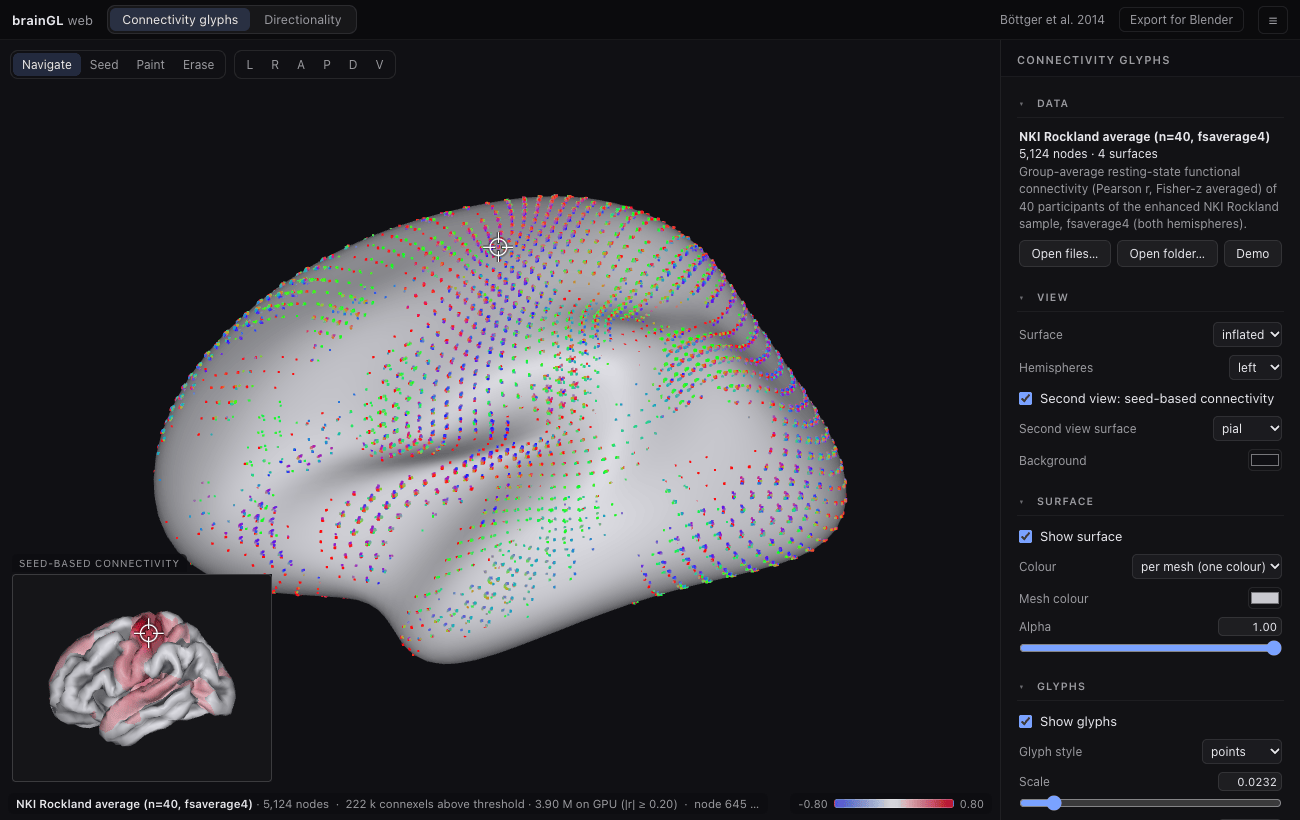 brainGL web
Connectivity glyphs
Directionality
Böttger et al. 2014
Export for Blender
Navigate
Seed
Paint
Erase
L R A P D V
CONNECTIVITY GLYPHS
DATA
NKI Rockland average (n=40, fsaverage4)
5,124 nodes · 4 surfaces
Group-average resting-state functional
connectivity (Pearson r, Fisher-z averaged) of
40 participants of the enhanced NKI Rockland
sample, fsaverage4 (both hemispheres).
Open files...
Open folder...
Demo
VIEW
Surface
inflated
Hemispheres
left
Second view: seed-based connectivity
Second view surface
pial
Background
SURFACE
Show surface
Colour
per mesh (one colour)
Mesh colour
Alpha
1.00
GLYPHS
Show glyphs
Glyph style
points
Scale
0.0232
SEED-BASED CONNECTIVITY
NKI Rockland average (n=40, fsaverage4) · 5,124 nodes · 222 k connexels above threshold · 3.90 M on GPU (|r| ≥ 0.20) · node 645 ...
-0.80
0.80